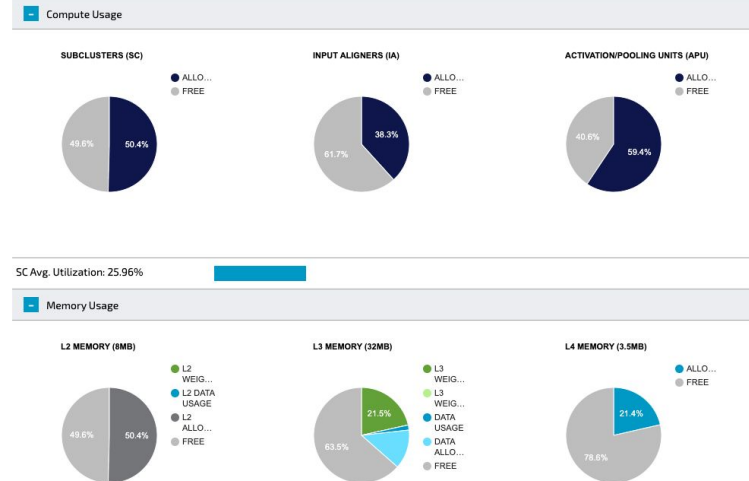 Compute Usage
SUBCLUSTERS (SC)
ALLO...
FREE
49.6%
50.4%
INPUT ALIGNERS (IA)
ALLO...
FREE
38.3%
61.7%
ACTIVATION/POOLING UNITS (APU)
ALLO...
FREE
40.6%
59.4%
SC Avg. Utilization: 25.96%
Memory Usage
L2 MEMORY (8MB)
L2
WEIG...
L2 DATA
USAGE
L2
ALLO...
FREE
49.6%
50.4%
L3 MEMORY (32MB)
L3
WEIG...
L3
WEIG...
DATA
USAGE
DATA
ALLO...
FREE
21.5%
63.5%
L4 MEMORY (3.5MB)
ALLO...
FREE
21.4%
78.6%